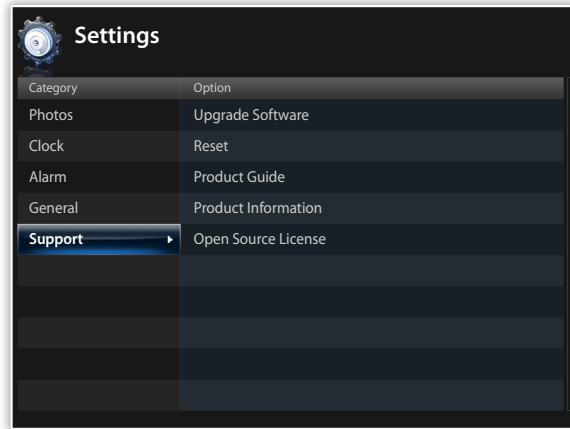 Settings
Category Option
Photos Upgrade Software
Clock Reset
Alarm Product Guide
General Product Information
Support Open Source License